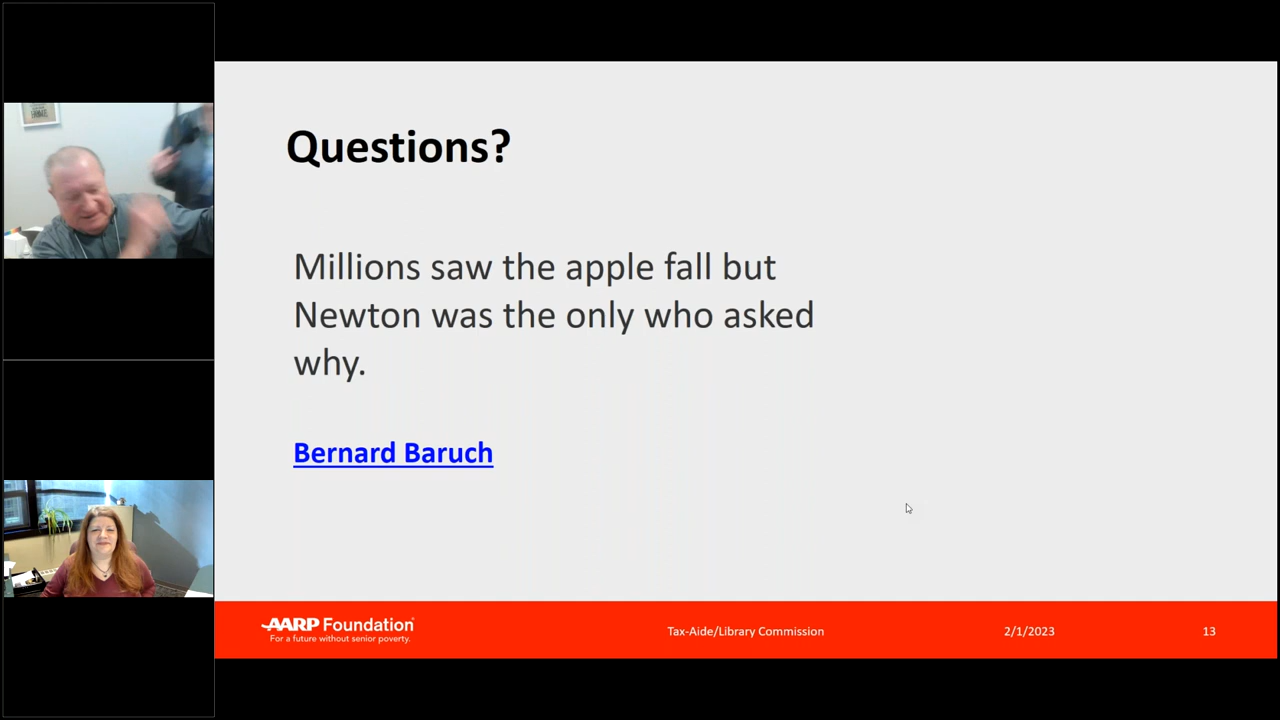 Questions?
Millions saw the apple fall but
Newton was the only who asked
why.
Bernard Baruch
AARP Foundation
For a future without senior poverty.
Tax-Aide/Library Commission
2/1/2023
13